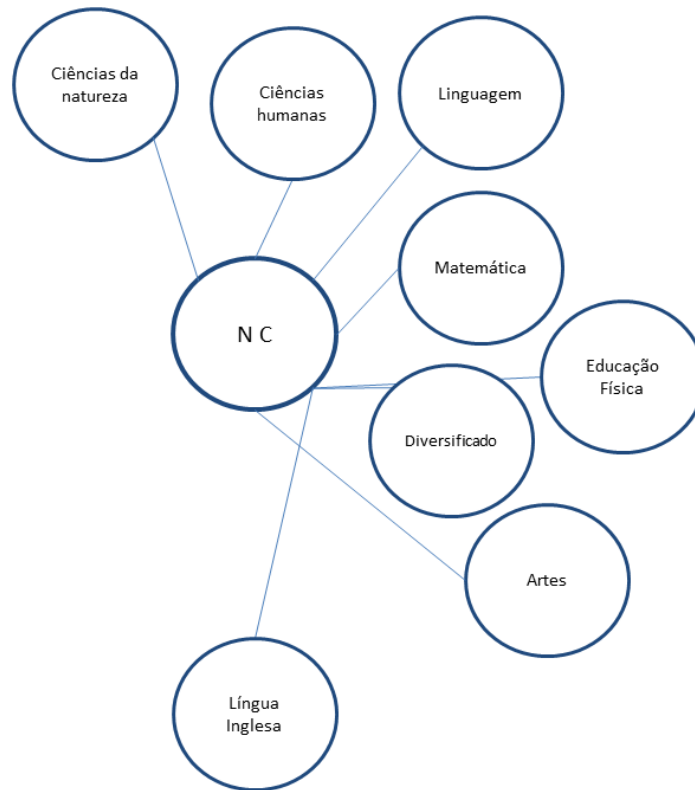 Ciências da
natureza
Ciências
humanas
Linguagem
Matemática
N C
Educação
Física
Diversificado
Artes
Língua
Inglesa